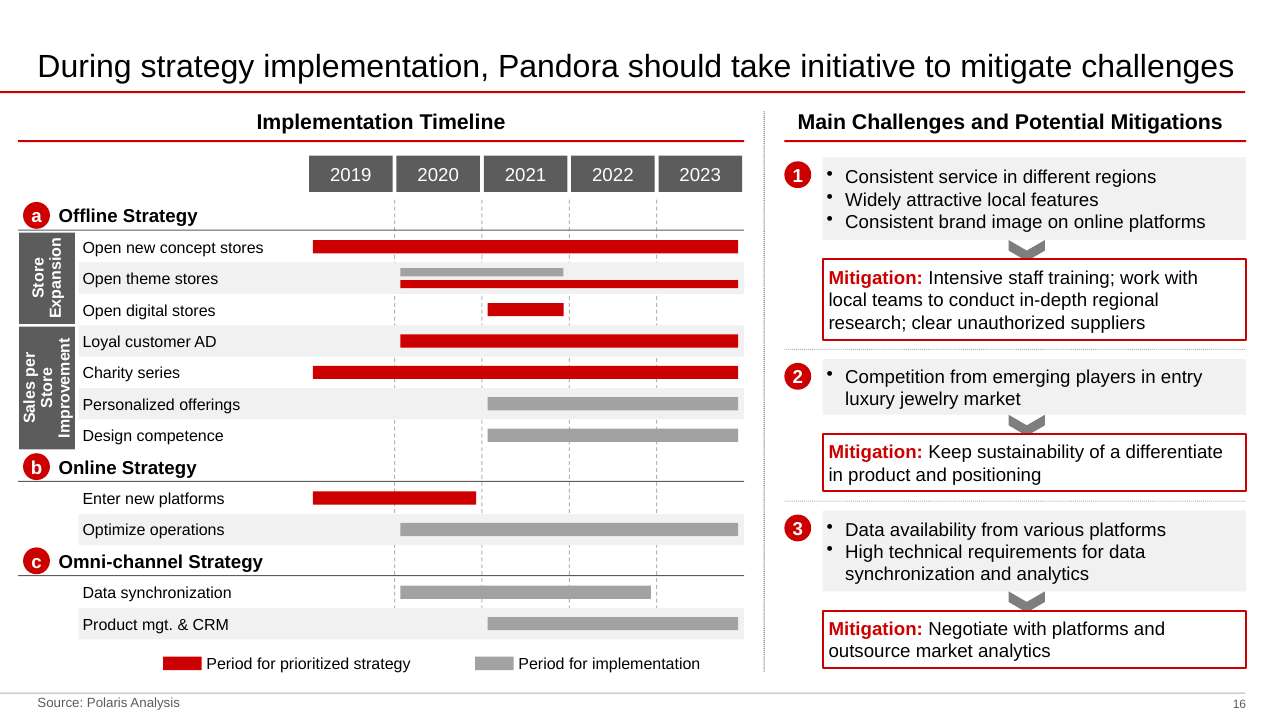 During strategy implementation, Pandora should take initiative to mitigate challenges
Implementation Timeline
2019 2020 2021 2022 2023
a Offline Strategy
Store
Expansion
Open new concept stores
Open theme stores
Open digital stores
Sales per
Store
Improvement
Loyal customer AD
Charity series
Personalized offerings
Design competence
b Online Strategy
Enter new platforms
Optimize operations
c Omni-channel Strategy
Data synchronization
Product mgt. & CRM
Period for prioritized strategy Period for implementation
Main Challenges and Potential Mitigations
1
• Consistent service in different regions
• Widely attractive local features
• Consistent brand image on online platforms
Mitigation: Intensive staff training; work with
local teams to conduct in-depth regional
research; clear unauthorized suppliers
2
• Competition from emerging players in entry
luxury jewelry market
Mitigation: Keep sustainability of a differentiate
in product and positioning
3
• Data availability from various platforms
• High technical requirements for data
synchronization and analytics
Mitigation: Negotiate with platforms and
outsource market analytics
Source: Polaris Analysis
16